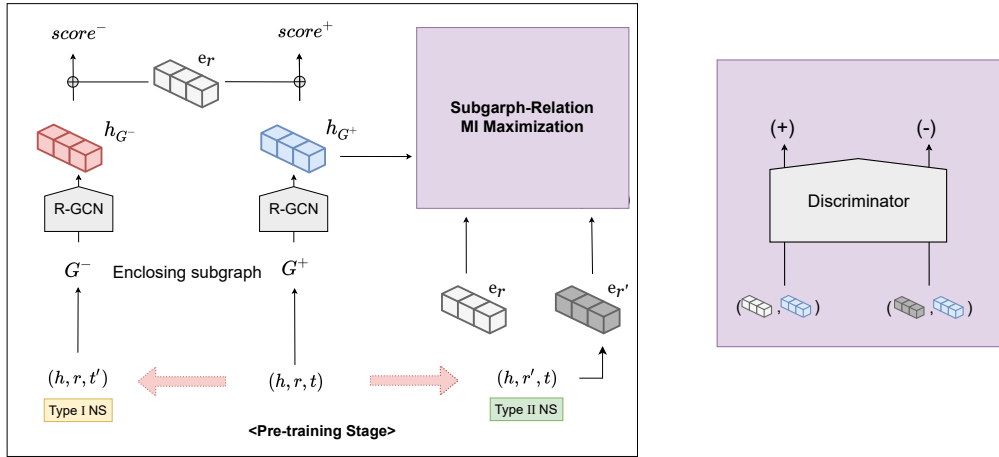 score⁻
score⁺
e_r
Subgarph-Relation
MI Maximization
h_{G⁻}
h_{G⁺}
R-GCN
R-GCN
G⁻
Enclosing subgraph
G⁺
e_r
e_{r'}
(h, r, t')
(h, r, t)
(h, r', t)
Type I NS
Type II NS
<Pre-training Stage>
(+)
(-)
Discriminator
( , )
( , )